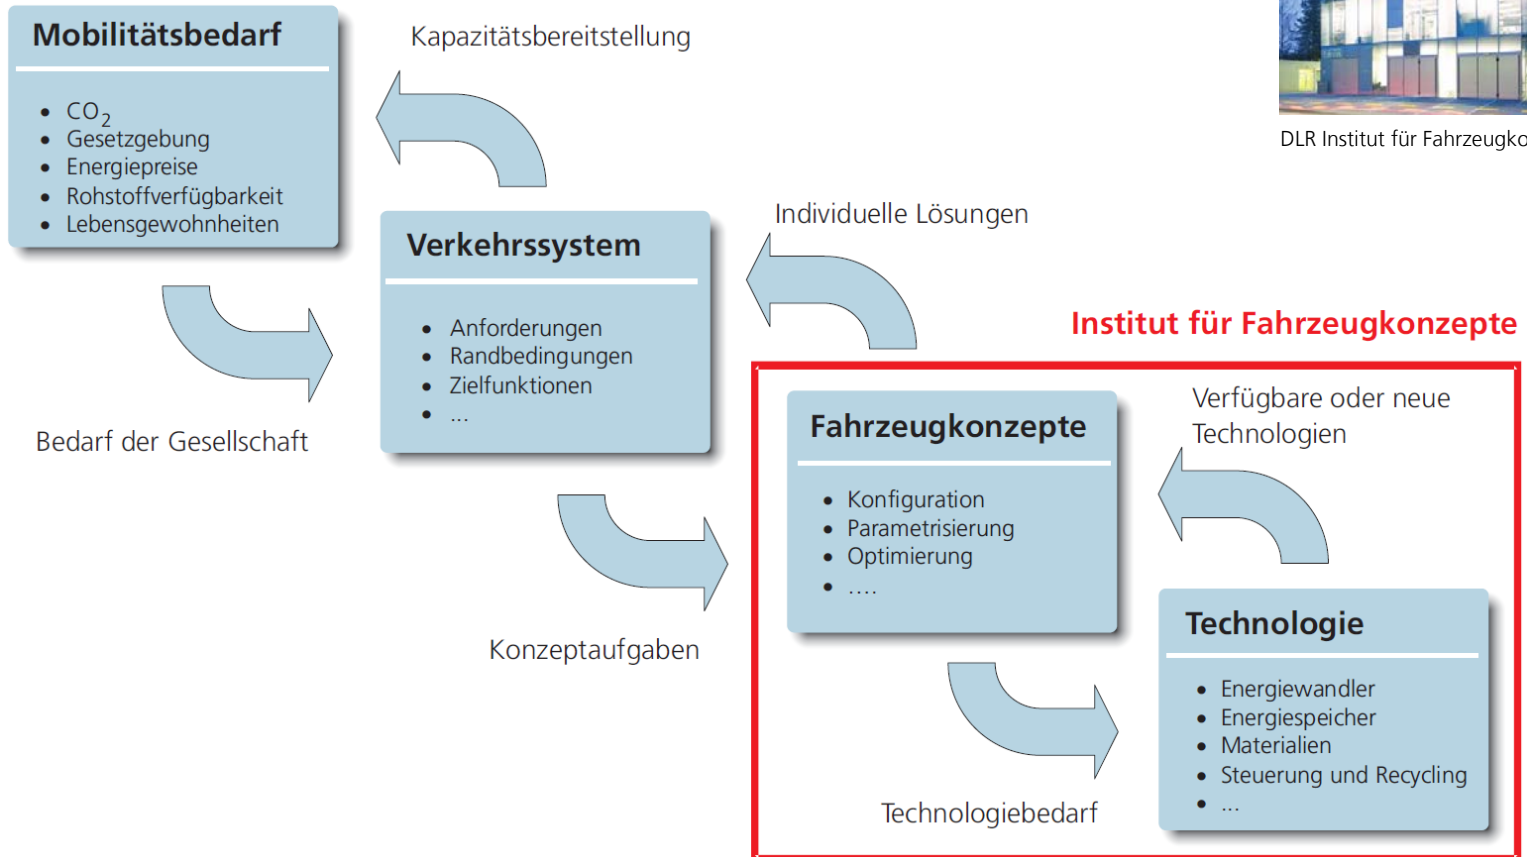 Mobilitätsbedarf
• CO2
• Gesetzgebung
• Energiepreise
• Rohstoffverfügbarkeit
• Lebensgewohnheiten
Kapazitätsbereitstellung
DLR Institut für Fahrzeugko
Verkehrssystem
• Anforderungen
• Randbedingungen
• Zielfunktionen
• ...
Individuelle Lösungen
Bedarf der Gesellschaft
Institut für Fahrzeugkonzepte
Fahrzeugkonzepte
• Konfiguration
• Parametrisierung
• Optimierung
• ....
Verfügbare oder neue
Technologien
Konzeptaufgaben
Technologie
• Energiewandler
• Energiespeicher
• Materialien
• Steuerung und Recycling
• ...
Technologiebedarf